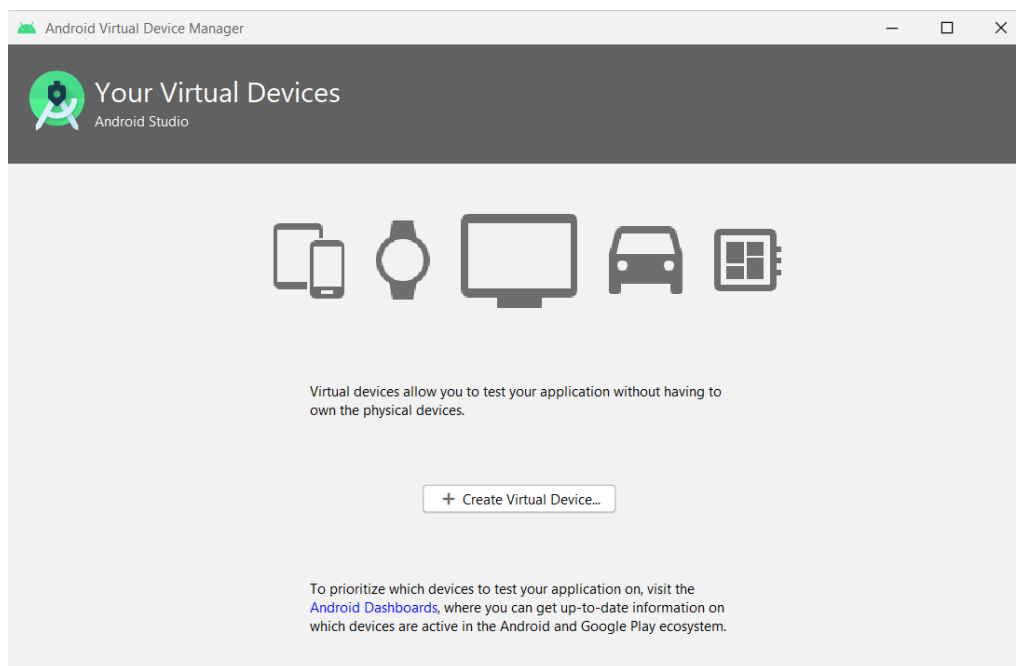 Android Virtual Device Manager
Your Virtual Devices
Android Studio
Virtual devices allow you to test your application without having to
own the physical devices.
+ Create Virtual Device...
To prioritize which devices to test your application on, visit the
Android Dashboards, where you can get up-to-date information on
which devices are active in the Android and Google Play ecosystem.